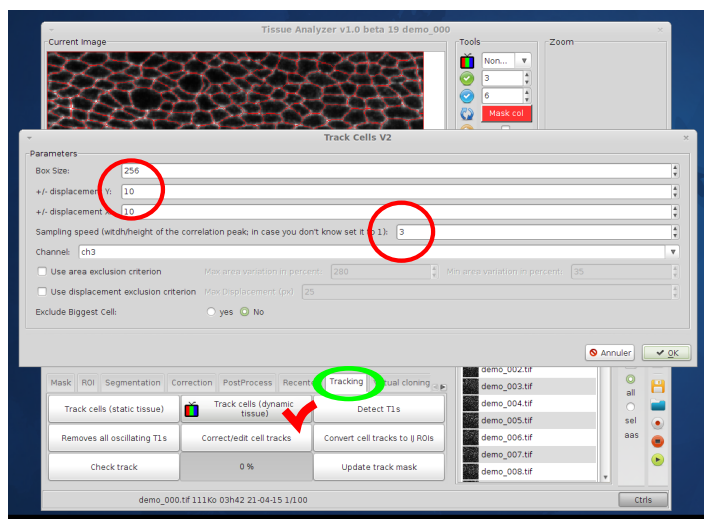 Tissue Analyzer v1.0 beta 19 demo_000
Current Image
Tools
Zoom
Non...
3
6
Mask col
Track Cells V2
Parameters
Box Size: 256
+/- displacement Y: 10
+/- displacement X: 10
Sampling speed (witdh/height of the correlation peak; in case you don't know set it to 1): 3
Channel: ch3
Use area exclusion criterion Max area variation in percent 280 Min area variation in percent 35
Use displacement exclusion criterion Max Displacement (px) 25
Exclude Biggest Cell: yes No
Annuler OK
demo_002.tif
Mask ROI Segmentation Correction PostProcess Recente Tracking tual cloning
demo_003.tif
all
Track cells (static tissue) Track cells (dynamic tissue) Detect T1s
demo_004.tif
sel
demo_005.tif
Removes all oscillating T1s Correct/edit cell tracks Convert cell tracks to IJ ROIs
aas
demo_006.tif
demo_007.tif
Check track 0 % Update track mask
demo_008.tif
demo_000.tif 111Ko 03h42 21-04-15 1/100
Ctrls